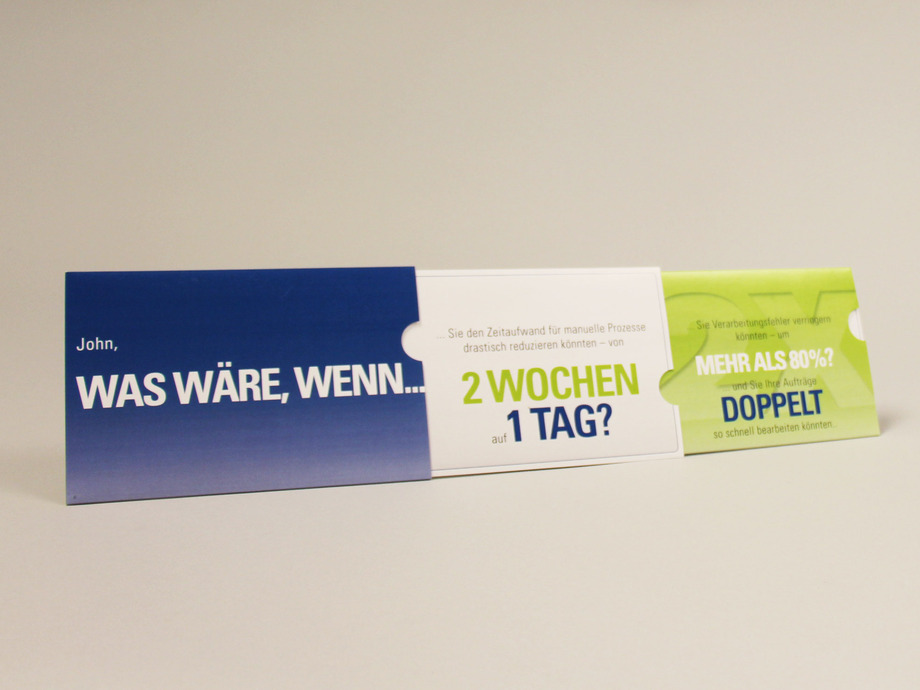 John,
WAS WÄRE, WENN...
... Sie den Zeitaufwand für manuelle Prozesse
drastisch reduzieren könnten – von
2 WOCHEN
auf 1 TAG?
2X
Sie Verarbeitungsfehler verringern
könnten – um
MEHR ALS 80%?
und Sie Ihre Aufträge
DOPPELT
so schnell bearbeiten könnten.